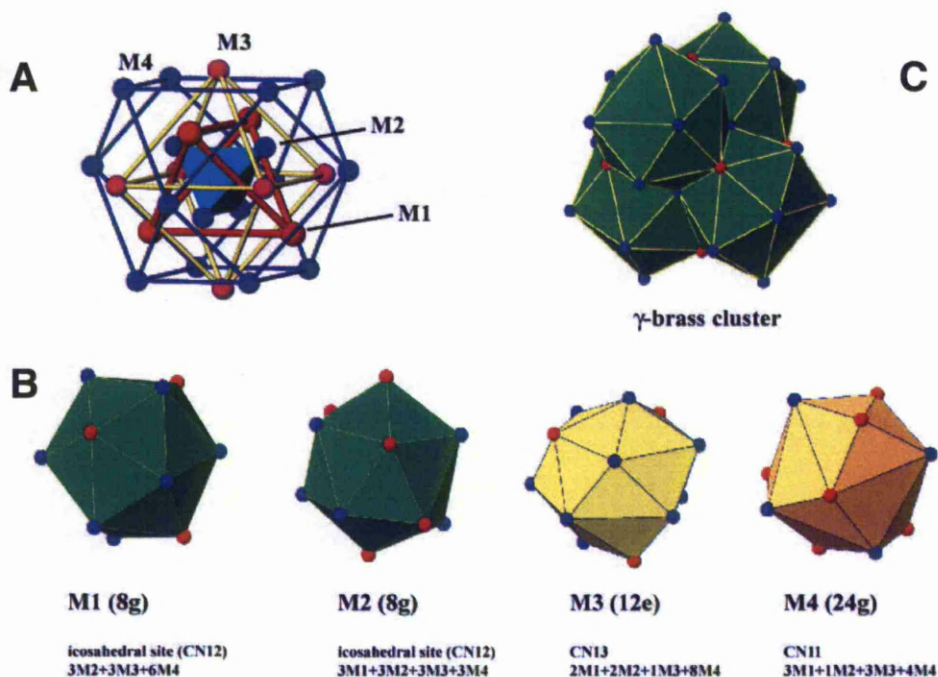 A
M4
M3
M2
M1
C
γ-brass cluster
B
M1 (8g)
icosahedral site (CN12)
3M2+3M3+6M4
M2 (8g)
icosahedral site (CN12)
3M1+3M2+3M3+3M4
M3 (12e)
CN13
2M1+2M2+1M3+8M4
M4 (24g)
CN11
3M1+1M2+3M3+4M4